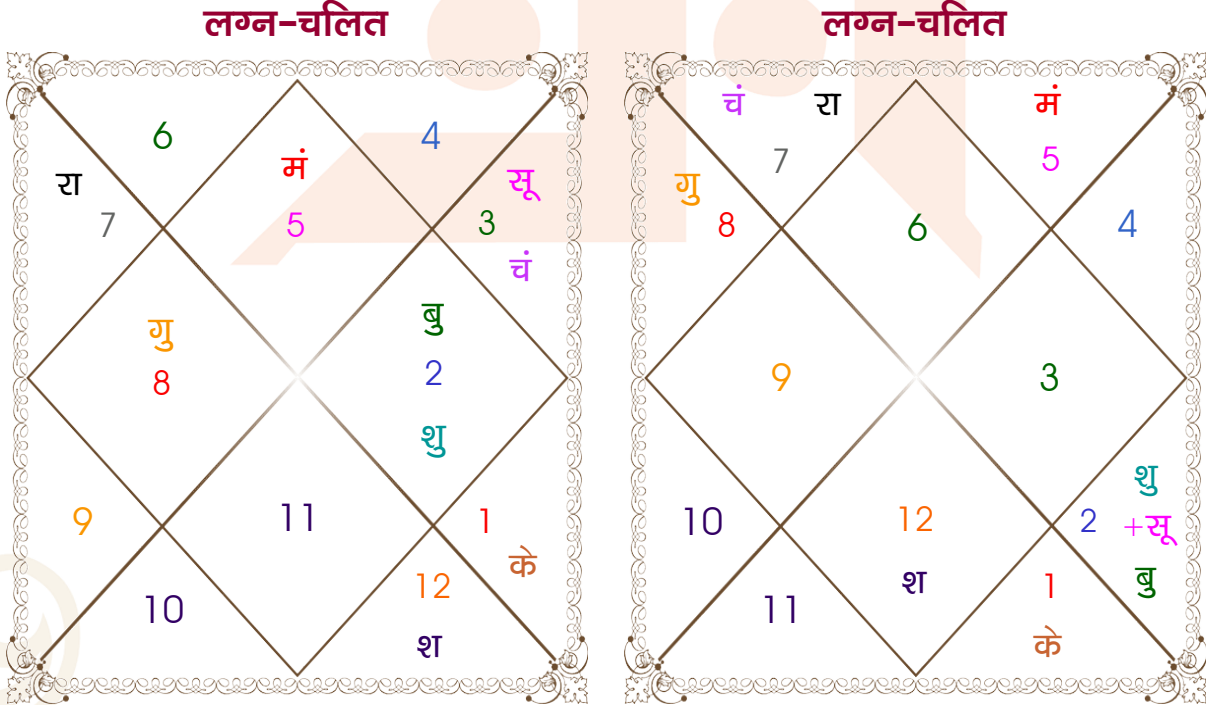 लग्न-चलित
6
4
मं
सू
रा
5
3
7
चं
बु
गु
2
8
शु
9
11
1
के
12
10
श
लग्न-चलित
चं रा
मं
7
5
गु
8
6
4
9
3
शु
10
12
2 +सू
श
1
बु
11
के